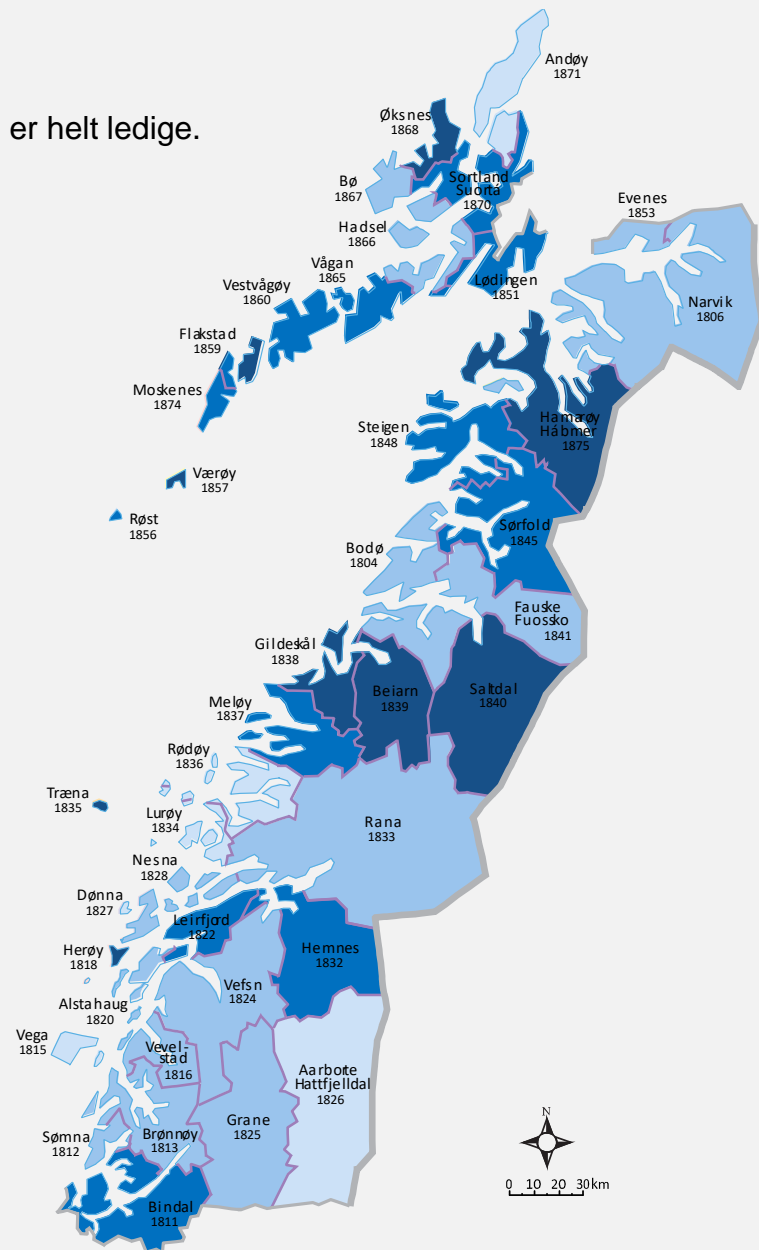 Andøy
1871
er helt ledige.
Øksnes
1868
Bø
1867
Sortland
Suortá
1870
Evenes
1853
Hadsel
1866
Vågan
1865
Vestvågøy
1860
Lødingen
1851
Narvik
1806
Flakstad
1859
Moskenes
1874
Hamarøy
Hábmer
1875
Steigen
1848
Værøy
1857
Røst
1856
Sørfold
1845
Bodø
1804
Fauske
Fuossko
1841
Gildeskål
1838
Beiarn
1839
Saltdal
1840
Meløy
1837
Rødøy
1836
Træna
1835
Lurøy
1834
Rana
1833
Nesna
1828
Dønna
1827
Leirfjord
1822
Herøy
1818
Hemnes
1832
Vefsn
1824
Alstahaug
1820
Vega
1815
Vevel-
stad
1816
Aarborte
Hattfjelldal
1826
Grane
1825
Sømna
1812
Brønnøy
1813
Bindal
1811
N
0 10 20 30 km